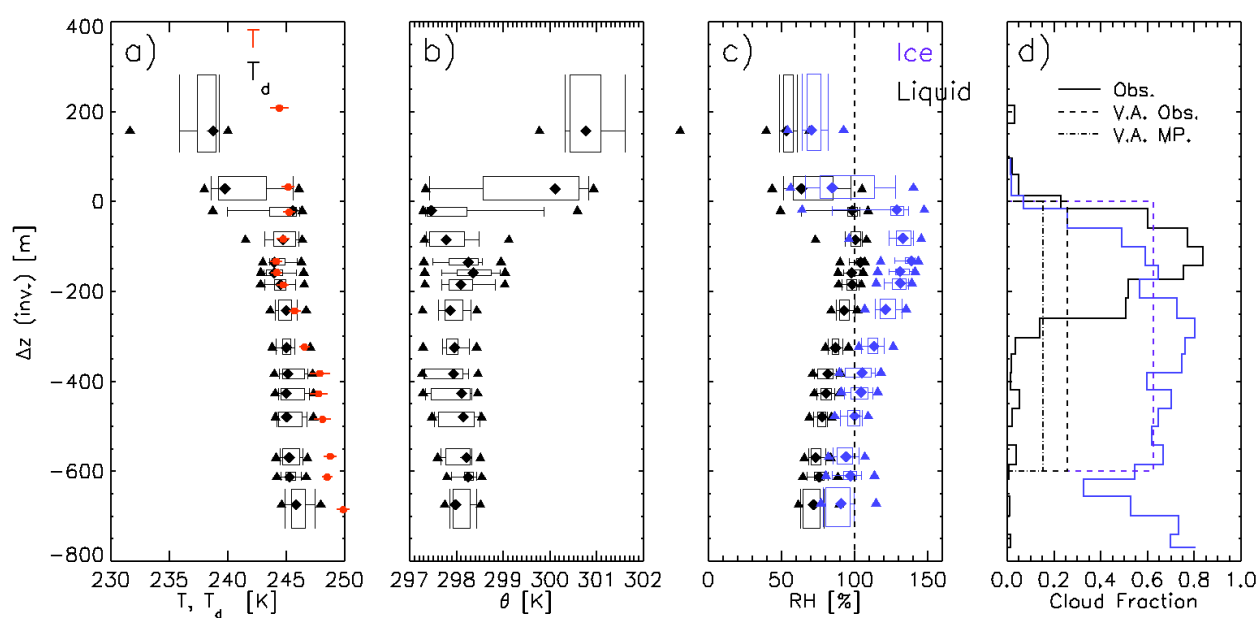 a)
T
T_d
b)
c)
Ice
Liquid
d)
Obs.
V.A. Obs.
V.A. MP.
Δz (inv.) [m]
400
200
0
-200
-400
-600
-800
230 235 240 245 250
T, T_d [K]
297 298 299 300 301 302
θ [K]
0 50 100 150
RH [%]
0.0 0.2 0.4 0.6 0.8 1.0
Cloud Fraction